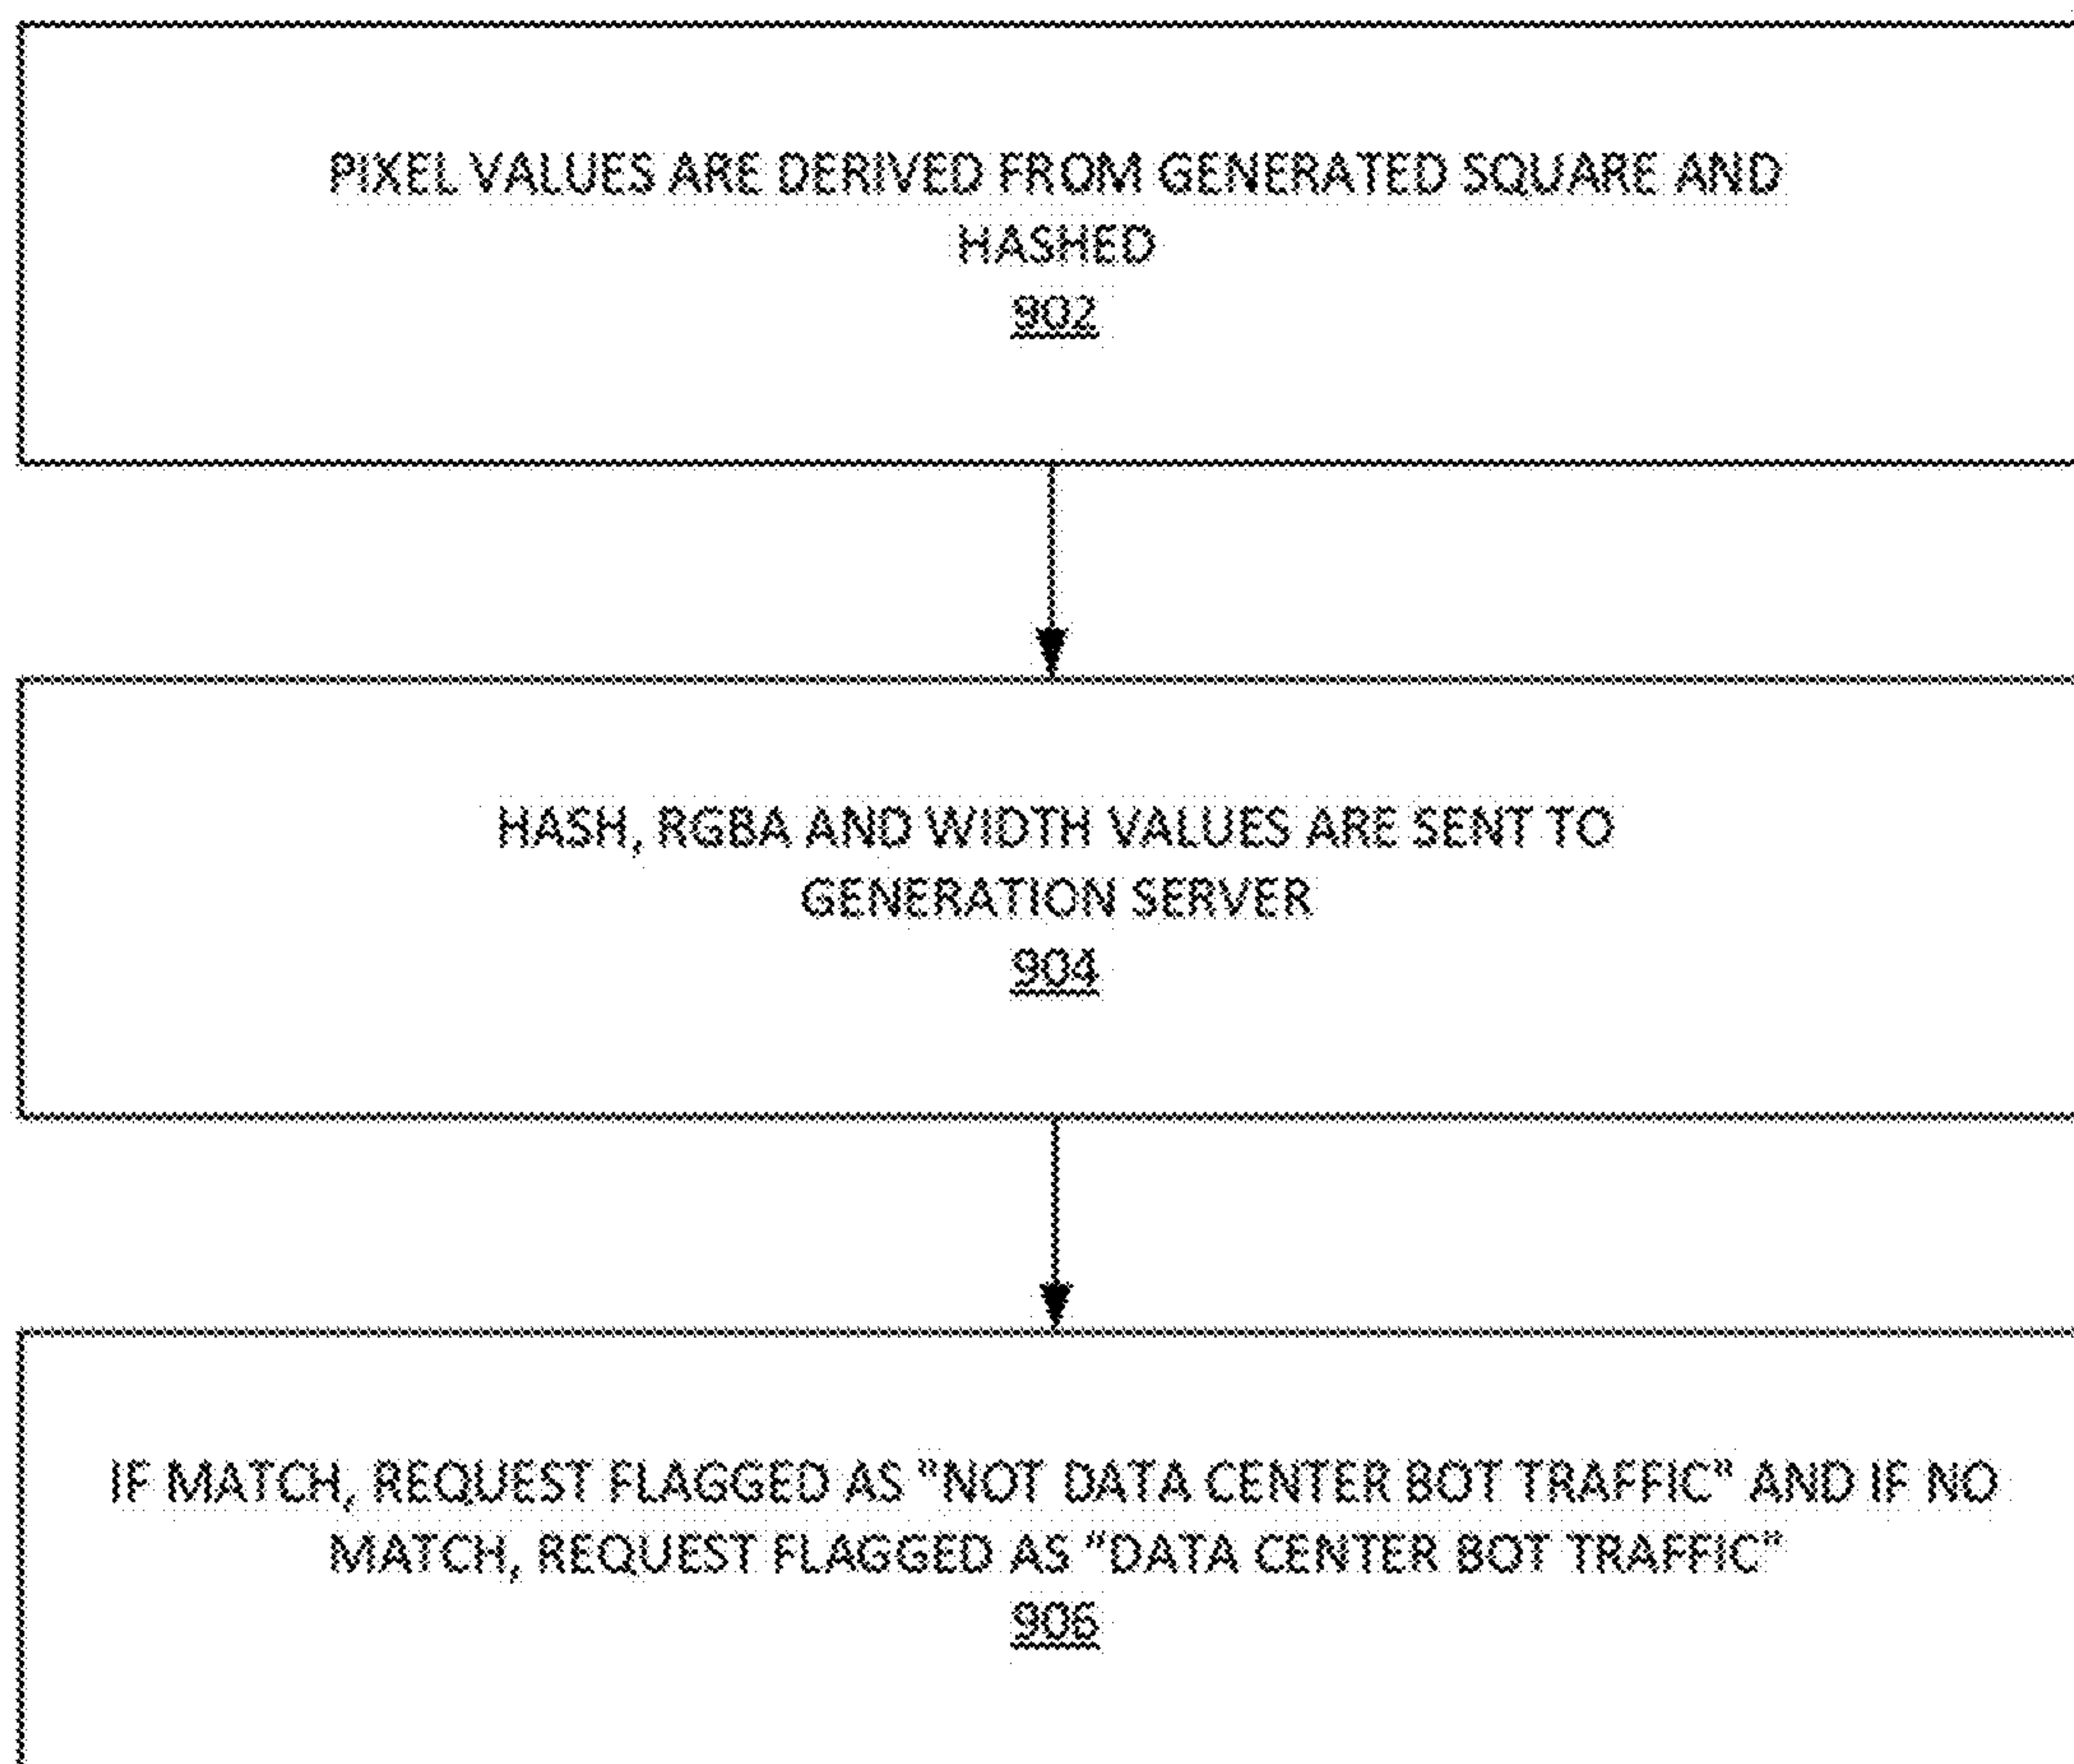 PIXEL VALUES ARE DERIVED FROM GENERATED SQUARE AND
HASHED
902
HASH, RGBA AND WIDTH VALUES ARE SENT TO
GENERATION SERVER
904
IF MATCH, REQUEST FLAGGED AS "NOT DATA CENTER BOT TRAFFIC" AND IF NO
MATCH, REQUEST FLAGGED AS "DATA CENTER BOT TRAFFIC"
906